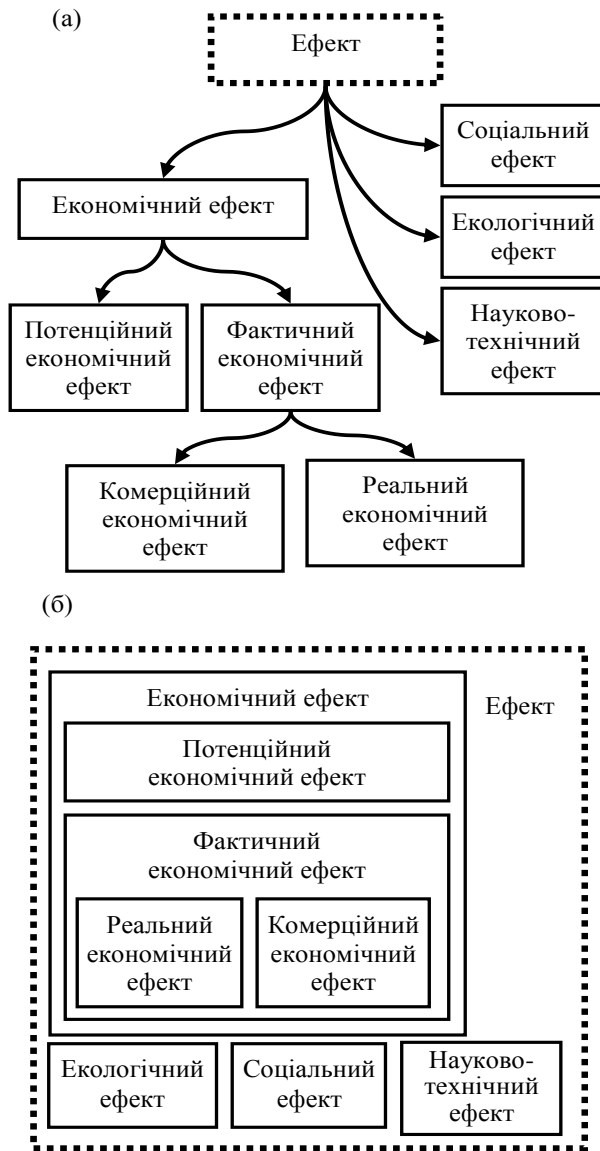 (а)
Ефект
Соціальний
ефект
Економічний ефект
Екологічний
ефект
Науково-
технічний
ефект
Потенційний
економічний
ефект
Фактичний
економічний
ефект
Комерційний
економічний
ефект
Реальний
економічний
ефект
(б)
Економічний ефект
Ефект
Потенційний
економічний ефект
Фактичний
економічний ефект
Реальний
економічний
ефект
Комерційний
економічний
ефект
Екологічний
ефект
Соціальний
ефект
Науково-
технічний
ефект